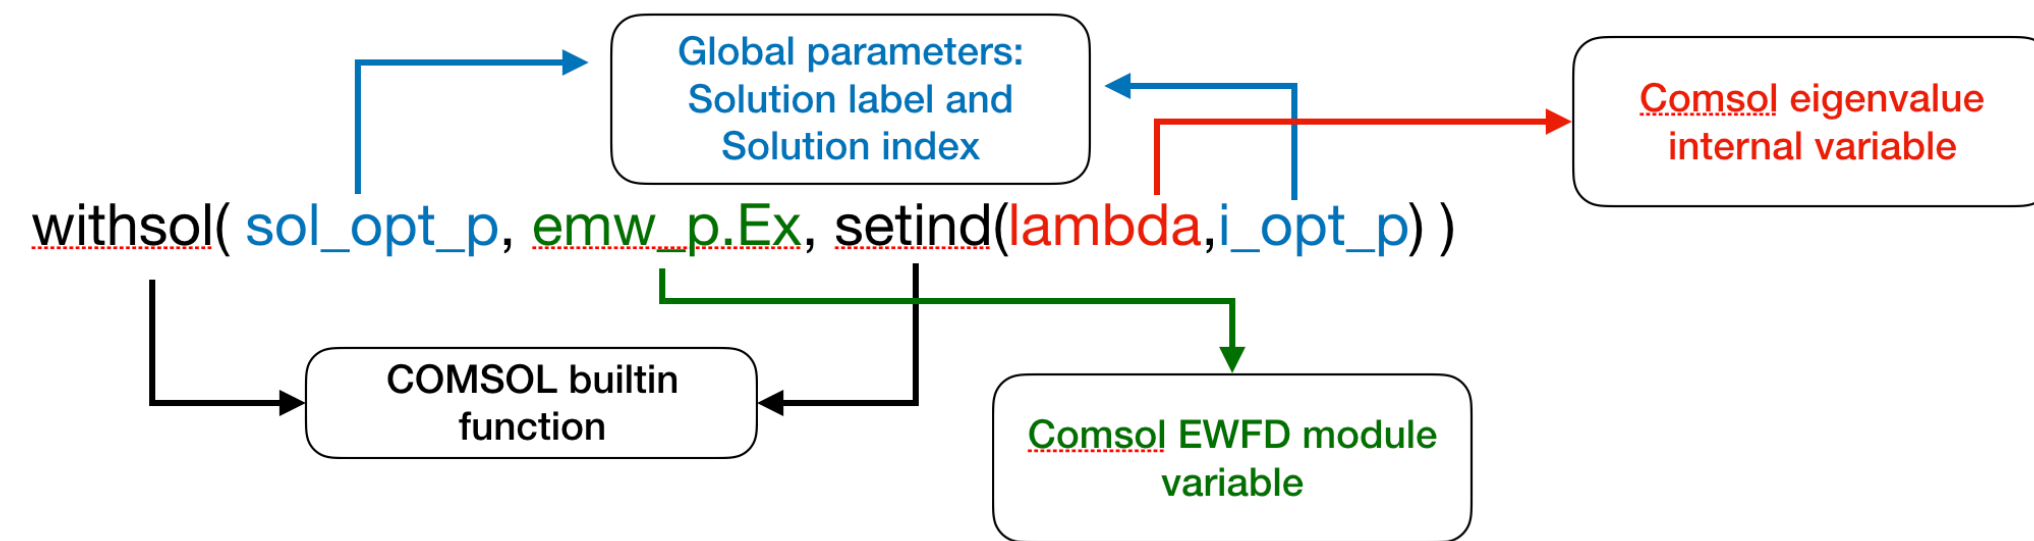 Global parameters:
Solution label and
Solution index
Comsol eigenvalue
internal variable
withsol( sol_opt_p, emw_p.Ex, setind(lambda,i_opt_p) )
COMSOL builtin
function
Comsol EWFD module
variable